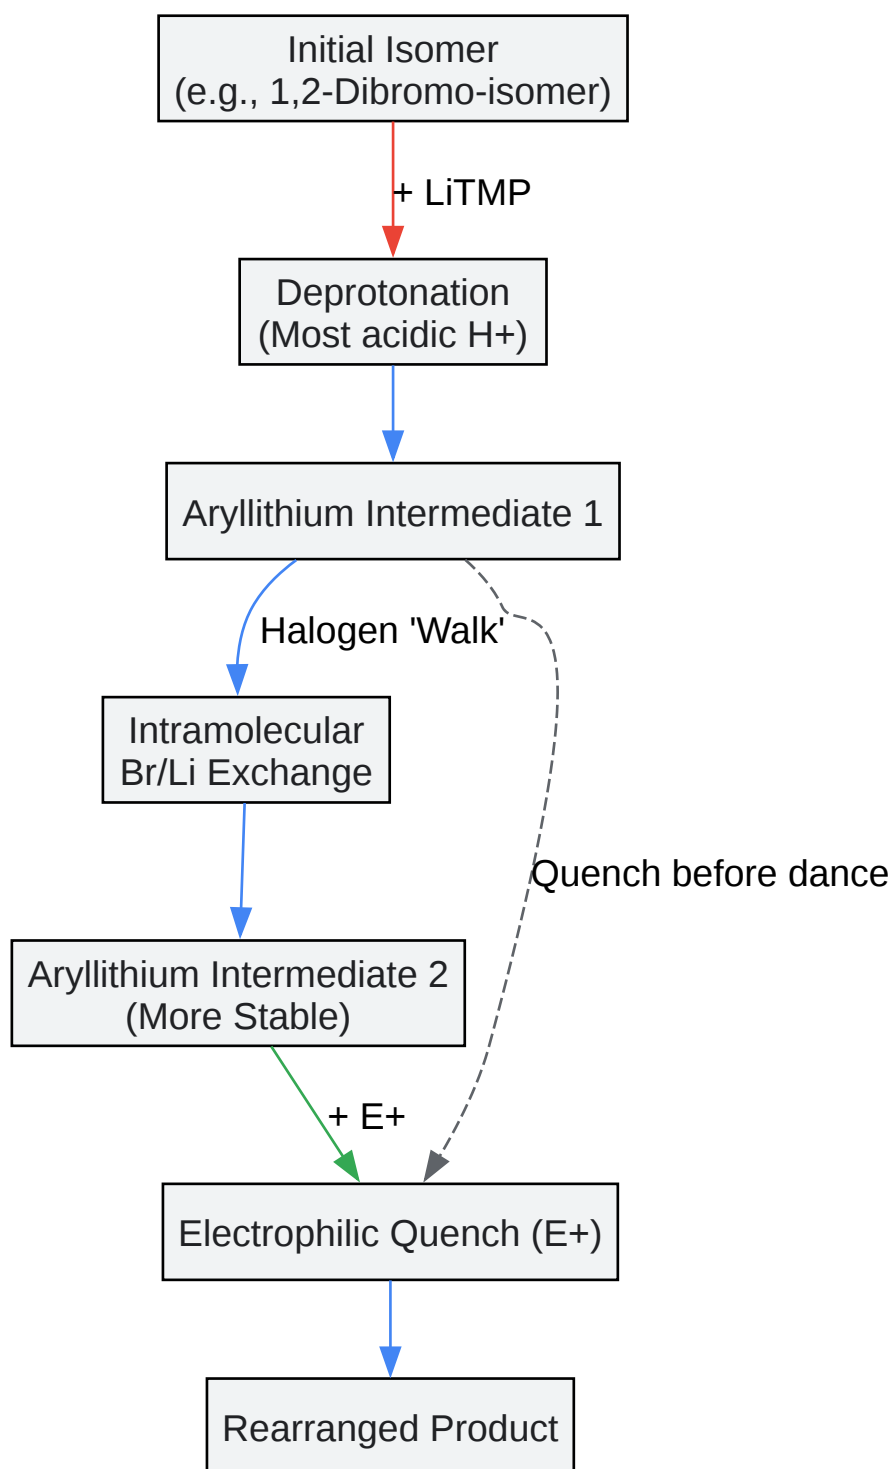 Initial Isomer
(e.g., 1,2-Dibromo-isomer)
+ LiTMP
Deprotonation
(Most acidic H+)
Aryllithium Intermediate 1
Halogen 'Walk'
Intramolecular
Br/Li Exchange
Quench before dance
Aryllithium Intermediate 2
(More Stable)
+ E+
Electrophilic Quench (E+)
Rearranged Product